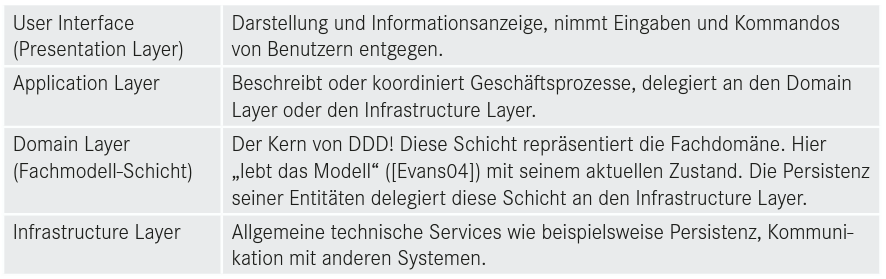 User Interface
(Presentation Layer)
Darstellung und Informationsanzeige, nimmt Eingaben und Kommandos
von Benutzern entgegen.
Application Layer
Beschreibt oder koordiniert Geschäftsprozesse, delegiert an den Domain
Layer oder den Infrastructure Layer.
Domain Layer
(Fachmodell-Schicht)
Der Kern von DDD! Diese Schicht repräsentiert die Fachdomäne. Hier
„lebt das Modell“ ([Evans04]) mit seinem aktuellen Zustand. Die Persistenz
seiner Entitäten delegiert diese Schicht an den Infrastructure Layer.
Infrastructure Layer
Allgemeine technische Services wie beispielsweise Persistenz, Kommuni-
kation mit anderen Systemen.